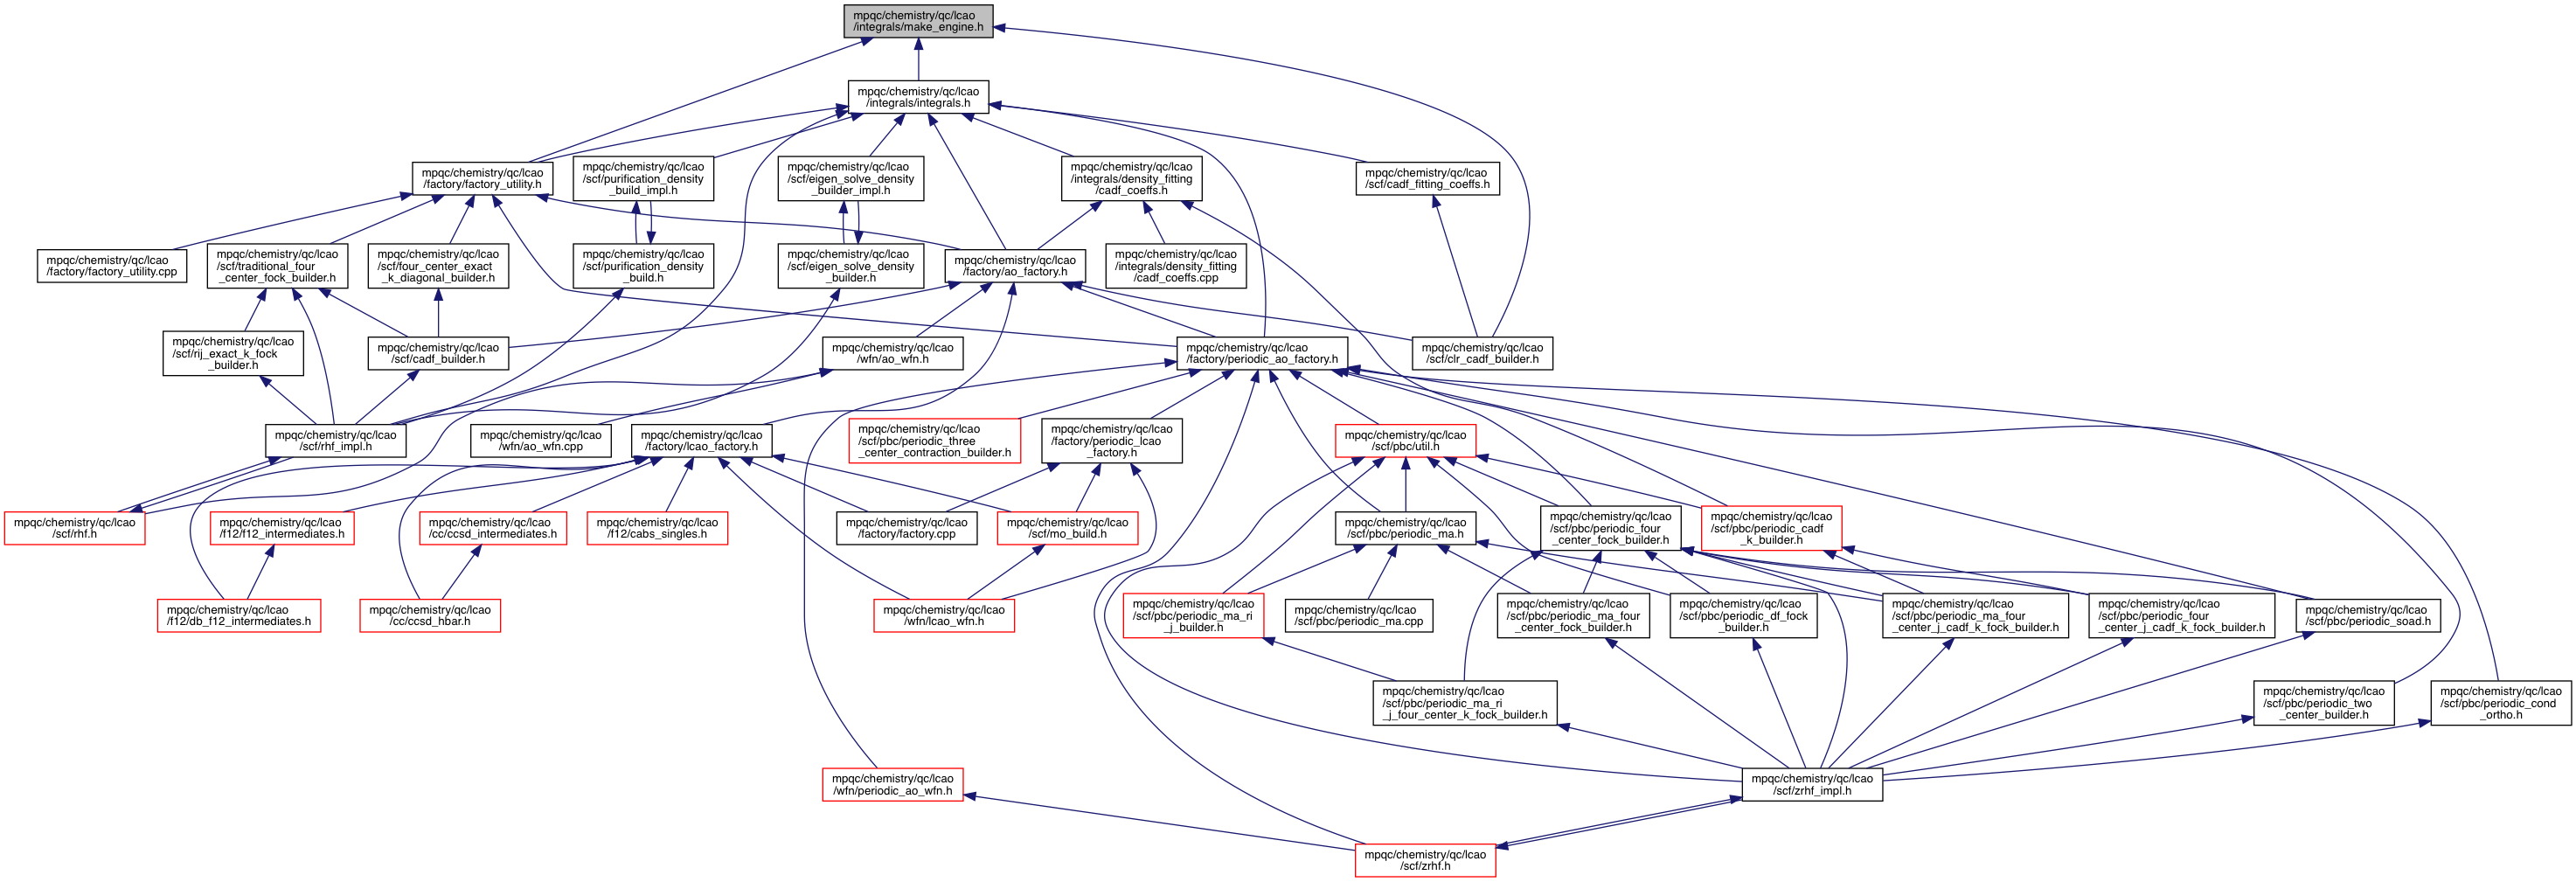 mpqc/chemistry/qc/lcao
/integrals/make_engine.h
mpqc/chemistry/qc/lcao
/integrals/integrals.h
mpqc/chemistry/qc/lcao
/factory/factory_utility.h
mpqc/chemistry/qc/lcao
/scf/purification_density
_build_impl.h
mpqc/chemistry/qc/lcao
/scf/eigen_solve_density
_builder_impl.h
mpqc/chemistry/qc/lcao
/integrals/density_fitting
/cadf_coeffs.h
mpqc/chemistry/qc/lcao
/scf/cadf_fitting_coeffs.h
mpqc/chemistry/qc/lcao
/factory/factory_utility.cpp
mpqc/chemistry/qc/lcao
/scf/traditional_four
_center_fock_builder.h
mpqc/chemistry/qc/lcao
/scf/four_center_exact
_k_diagonal_builder.h
mpqc/chemistry/qc/lcao
/scf/purification_density
_build.h
mpqc/chemistry/qc/lcao
/scf/eigen_solve_density
_builder.h
mpqc/chemistry/qc/lcao
/factory/ao_factory.h
mpqc/chemistry/qc/lcao
/integrals/density_fitting
/cadf_coeffs.cpp
mpqc/chemistry/qc/lcao
/scf/rij_exact_k_fock
_builder.h
mpqc/chemistry/qc/lcao
/scf/cadf_builder.h
mpqc/chemistry/qc/lcao
/wfn/ao_wfn.h
mpqc/chemistry/qc/lcao
/factory/periodic_ao_factory.h
mpqc/chemistry/qc/lcao
/scf/clr_cadf_builder.h
mpqc/chemistry/qc/lcao
/scf/rhf_impl.h
mpqc/chemistry/qc/lcao
/wfn/ao_wfn.cpp
mpqc/chemistry/qc/lcao
/factory/lcao_factory.h
mpqc/chemistry/qc/lcao
/scf/pbc/periodic_three
_center_contraction_builder.h
mpqc/chemistry/qc/lcao
/factory/periodic_lcao
_factory.h
mpqc/chemistry/qc/lcao
/scf/pbc/util.h
mpqc/chemistry/qc/lcao
/scf/rhf.h
mpqc/chemistry/qc/lcao
/f12/f12_intermediates.h
mpqc/chemistry/qc/lcao
/cc/ccsd_intermediates.h
mpqc/chemistry/qc/lcao
/f12/cabs_singles.h
mpqc/chemistry/qc/lcao
/factory/factory.cpp
mpqc/chemistry/qc/lcao
/scf/mo_build.h
mpqc/chemistry/qc/lcao
/scf/pbc/periodic_ma.h
mpqc/chemistry/qc/lcao
/scf/pbc/periodic_four
_center_fock_builder.h
mpqc/chemistry/qc/lcao
/scf/pbc/periodic_cadf
_k_builder.h
mpqc/chemistry/qc/lcao
/f12/db_f12_intermediates.h
mpqc/chemistry/qc/lcao
/cc/ccsd_hbar.h
mpqc/chemistry/qc/lcao
/wfn/lcao_wfn.h
mpqc/chemistry/qc/lcao
/scf/pbc/periodic_ma_ri
_j_builder.h
mpqc/chemistry/qc/lcao
/scf/pbc/periodic_ma.cpp
mpqc/chemistry/qc/lcao
/scf/pbc/periodic_ma_four
_center_fock_builder.h
mpqc/chemistry/qc/lcao
/scf/pbc/periodic_df_fock
_builder.h
mpqc/chemistry/qc/lcao
/scf/pbc/periodic_ma_four
_center_j_cadf_k_fock_builder.h
mpqc/chemistry/qc/lcao
/scf/pbc/periodic_four
_center_j_cadf_k_fock_builder.h
mpqc/chemistry/qc/lcao
/scf/pbc/periodic_soad.h
mpqc/chemistry/qc/lcao
/scf/pbc/periodic_ma_ri
_j_four_center_k_fock_builder.h
mpqc/chemistry/qc/lcao
/scf/pbc/periodic_two
_center_builder.h
mpqc/chemistry/qc/lcao
/scf/pbc/periodic_cond
_ortho.h
mpqc/chemistry/qc/lcao
/wfn/periodic_ao_wfn.h
mpqc/chemistry/qc/lcao
/scf/zrhf_impl.h
mpqc/chemistry/qc/lcao
/scf/zrhf.h